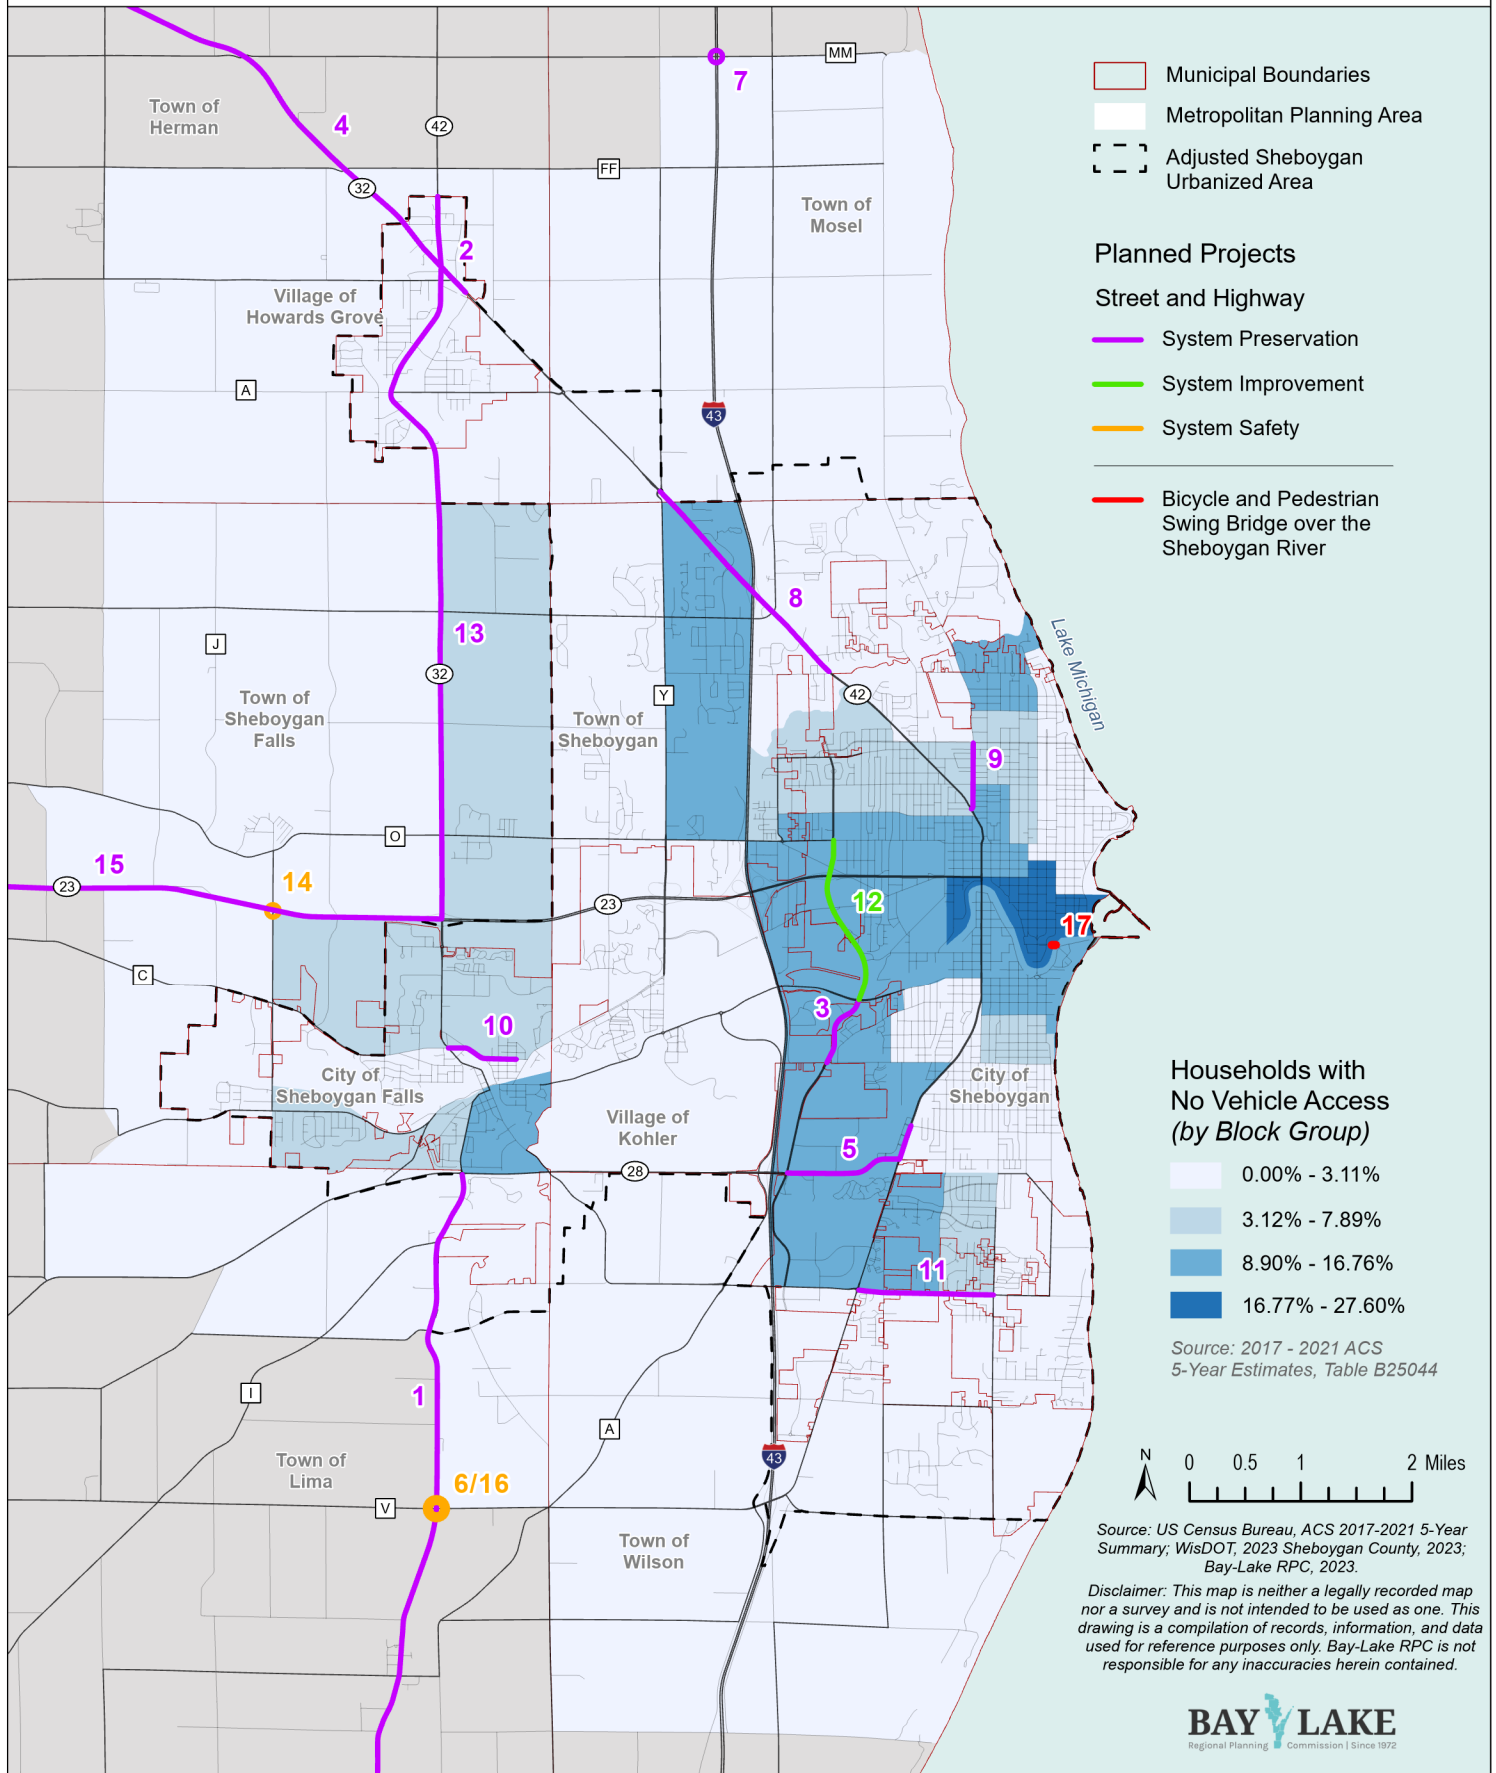 MM
7
Town of
Herman
4
42
FF
32
Town of
Mosel
2
Village of
Howards Grove
A
43
8
13
J
32
Y
42
Town of
Sheboygan
Falls
Town of
Sheboygan
Lake Michigan
9
O
15
23
14
23
12
17
C
3
10
City of
Sheboygan Falls
City of
Sheboygan
Village of
Kohler
5
28
11
1
I
A
43
Town of
Lima
6/16
V
Town of
Wilson
Municipal Boundaries
Metropolitan Planning Area
Adjusted Sheboygan
Urbanized Area
Planned Projects
Street and Highway
System Preservation
System Improvement
System Safety
Bicycle and Pedestrian
Swing Bridge over the
Sheboygan River
Households with
No Vehicle Access
(by Block Group)
0.00% - 3.11%
3.12% - 7.89%
8.90% - 16.76%
16.77% - 27.60%
Source: 2017 - 2021 ACS
5-Year Estimates, Table B25044
N
0 0.5 1 2 Miles
Source: US Census Bureau, ACS 2017-2021 5-Year
Summary; WisDOT, 2023 Sheboygan County, 2023;
Bay-Lake RPC, 2023.
Disclaimer: This map is neither a legally recorded map
nor a survey and is not intended to be used as one. This
drawing is a compilation of records, information, and data
used for reference purposes only. Bay-Lake RPC is not
responsible for any inaccuracies herein contained.
BAY LAKE
Regional Planning Commission | Since 1972